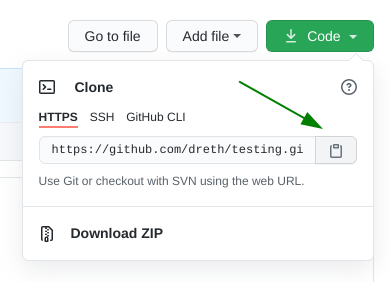 Go to file Add file Code
Clone
HTTPS SSH GitHub CLI
https://github.com/dreth/testing.gi
Use Git or checkout with SVN using the web URL.
Download ZIP